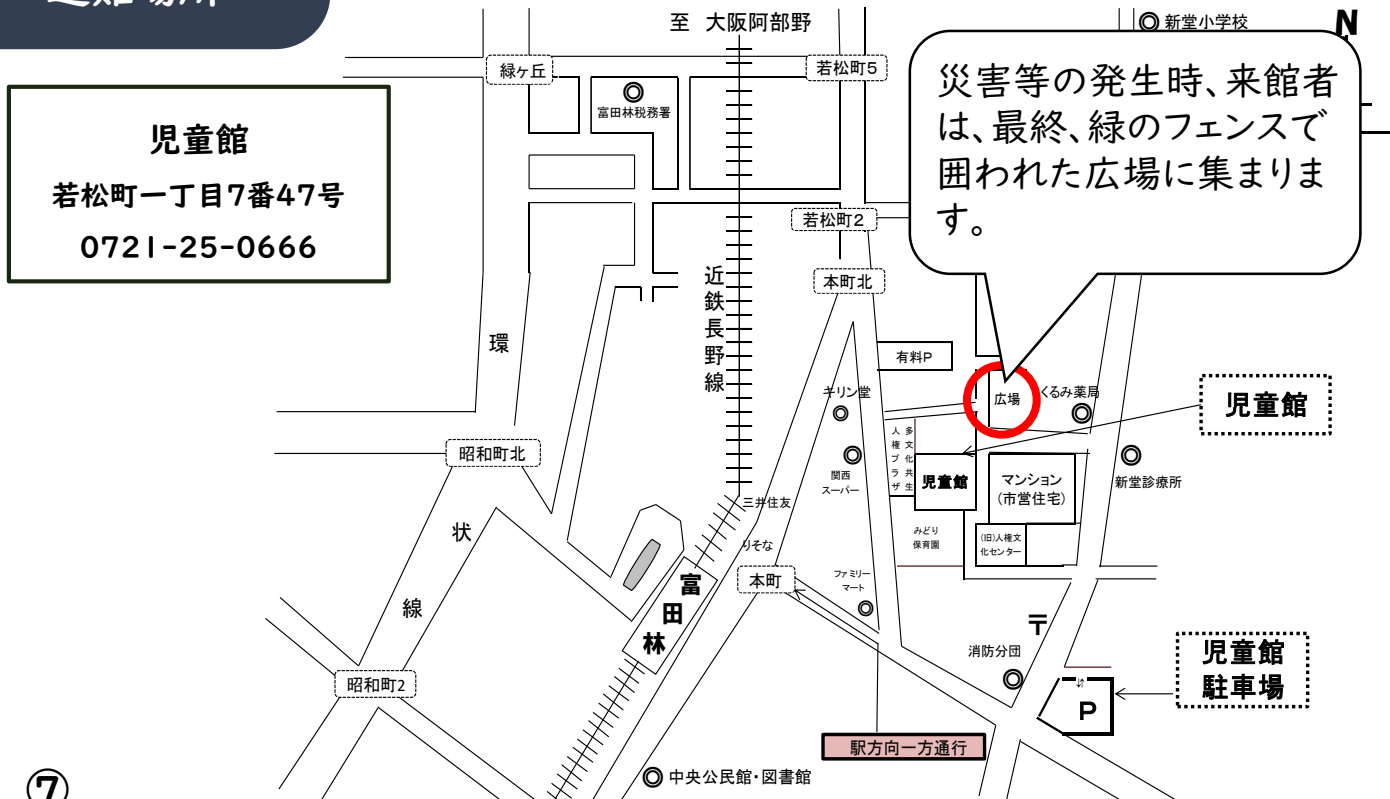 避難場所
至 大阪阿部野
新堂小学校
N
緑ヶ丘
若松町5
富田林税務署
災害等の発生時、来館者
は、最終、緑のフェンスで
囲われた広場に集まりま
す。
児童館
若松町一丁目7番47号
0721-25-0666
若松町2
近鉄長野線
本町北
環状線
有料P
キリン堂
広場
くるみ薬局
児童館
昭和町北
関西
スーパー
多文化共生
人権プラザ
児童館
マンション
(市営住宅)
新堂診療所
三井住友
りそな
みどり
保育園
(旧)人権文
化センター
本町
ファミリー
マート
富田林
〒
消防分団
昭和町2
児童館
駐車場
P
駅方向一方通行
中央公民館・図書館
⑦